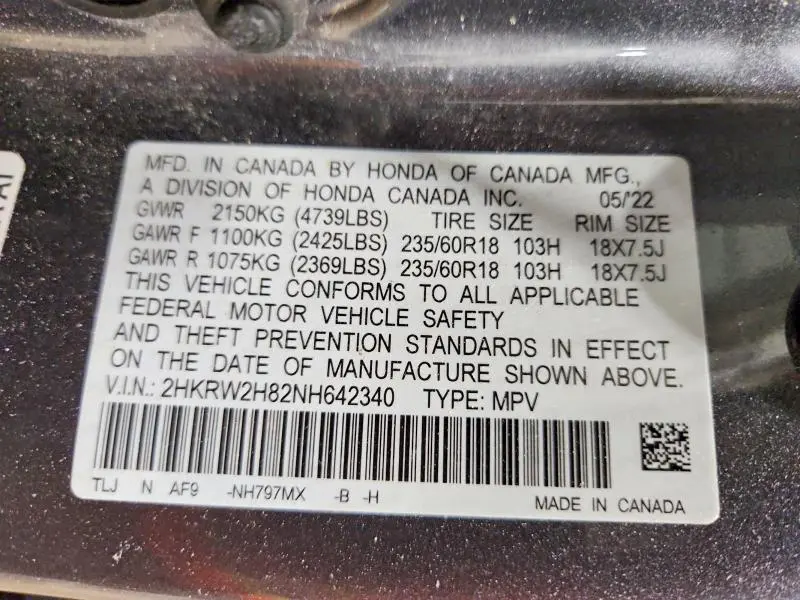 MFD. IN CANADA BY HONDA OF CANADA MFG.,
A DIVISION OF HONDA CANADA INC. 05/'22
GVWR 2150KG (4739LBS) TIRE SIZE RIM SIZE
GAWR F 1100KG (2425LBS) 235/60R18 103H 18X7.5J
GAWR R 1075KG (2369LBS) 235/60R18 103H 18X7.5J
THIS VEHICLE CONFORMS TO ALL APPLICABLE
FEDERAL MOTOR VEHICLE SAFETY
AND THEFT PREVENTION STANDARDS IN EFFECT
ON THE DATE OF MANUFACTURE SHOWN ABOVE.
V.I.N.: 2HKRW2H82NH642340 TYPE: MPV
TLJ N AF9 -NH797MX -B -H
MADE IN CANADA